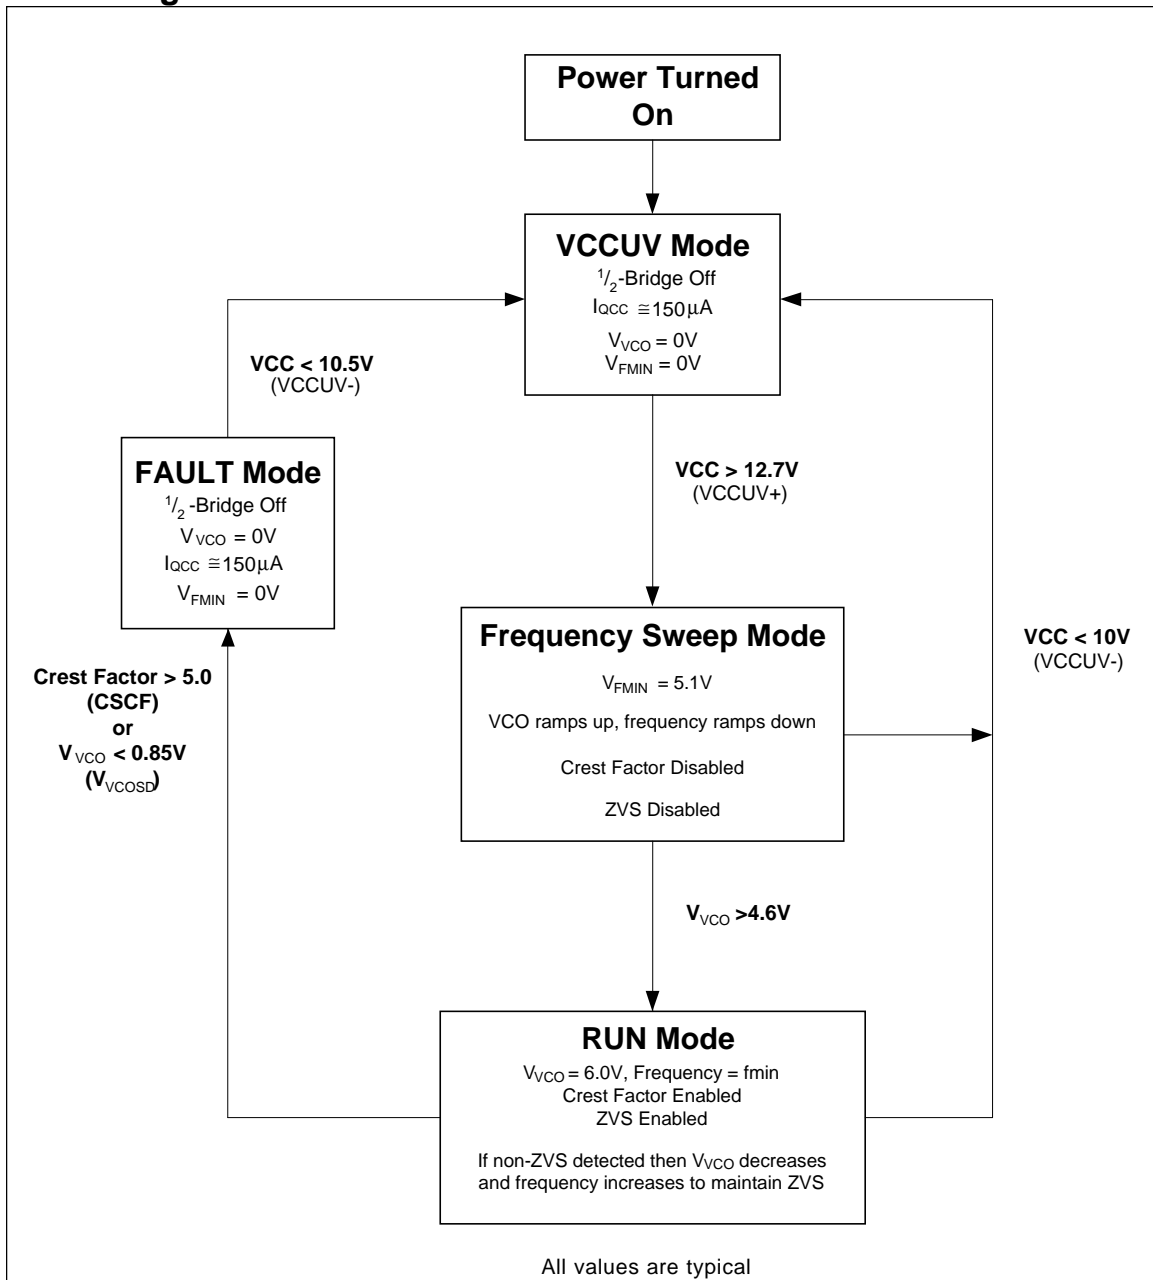 Power Turned
On
VCCUV Mode
1/2-Bridge Off
IQCC ≅150μA
VVCO = 0V
VFMIN = 0V
VCC < 10.5V
(VCCUV-)
FAULT Mode
1/2-Bridge Off
VVCO = 0V
IQCC ≅150μA
VFMIN = 0V
VCC > 12.7V
(VCCUV+)
Frequency Sweep Mode
VFMIN = 5.1V
VCO ramps up, frequency ramps down
Crest Factor Disabled
ZVS Disabled
VCC < 10V
(VCCUV-)
Crest Factor > 5.0
(CSCF)
or
VVCO < 0.85V
(VVCOSD)
VVCO >4.6V
RUN Mode
VVCO = 6.0V, Frequency = fmin
Crest Factor Enabled
ZVS Enabled
If non-ZVS detected then VVCO decreases
and frequency increases to maintain ZVS
All values are typical